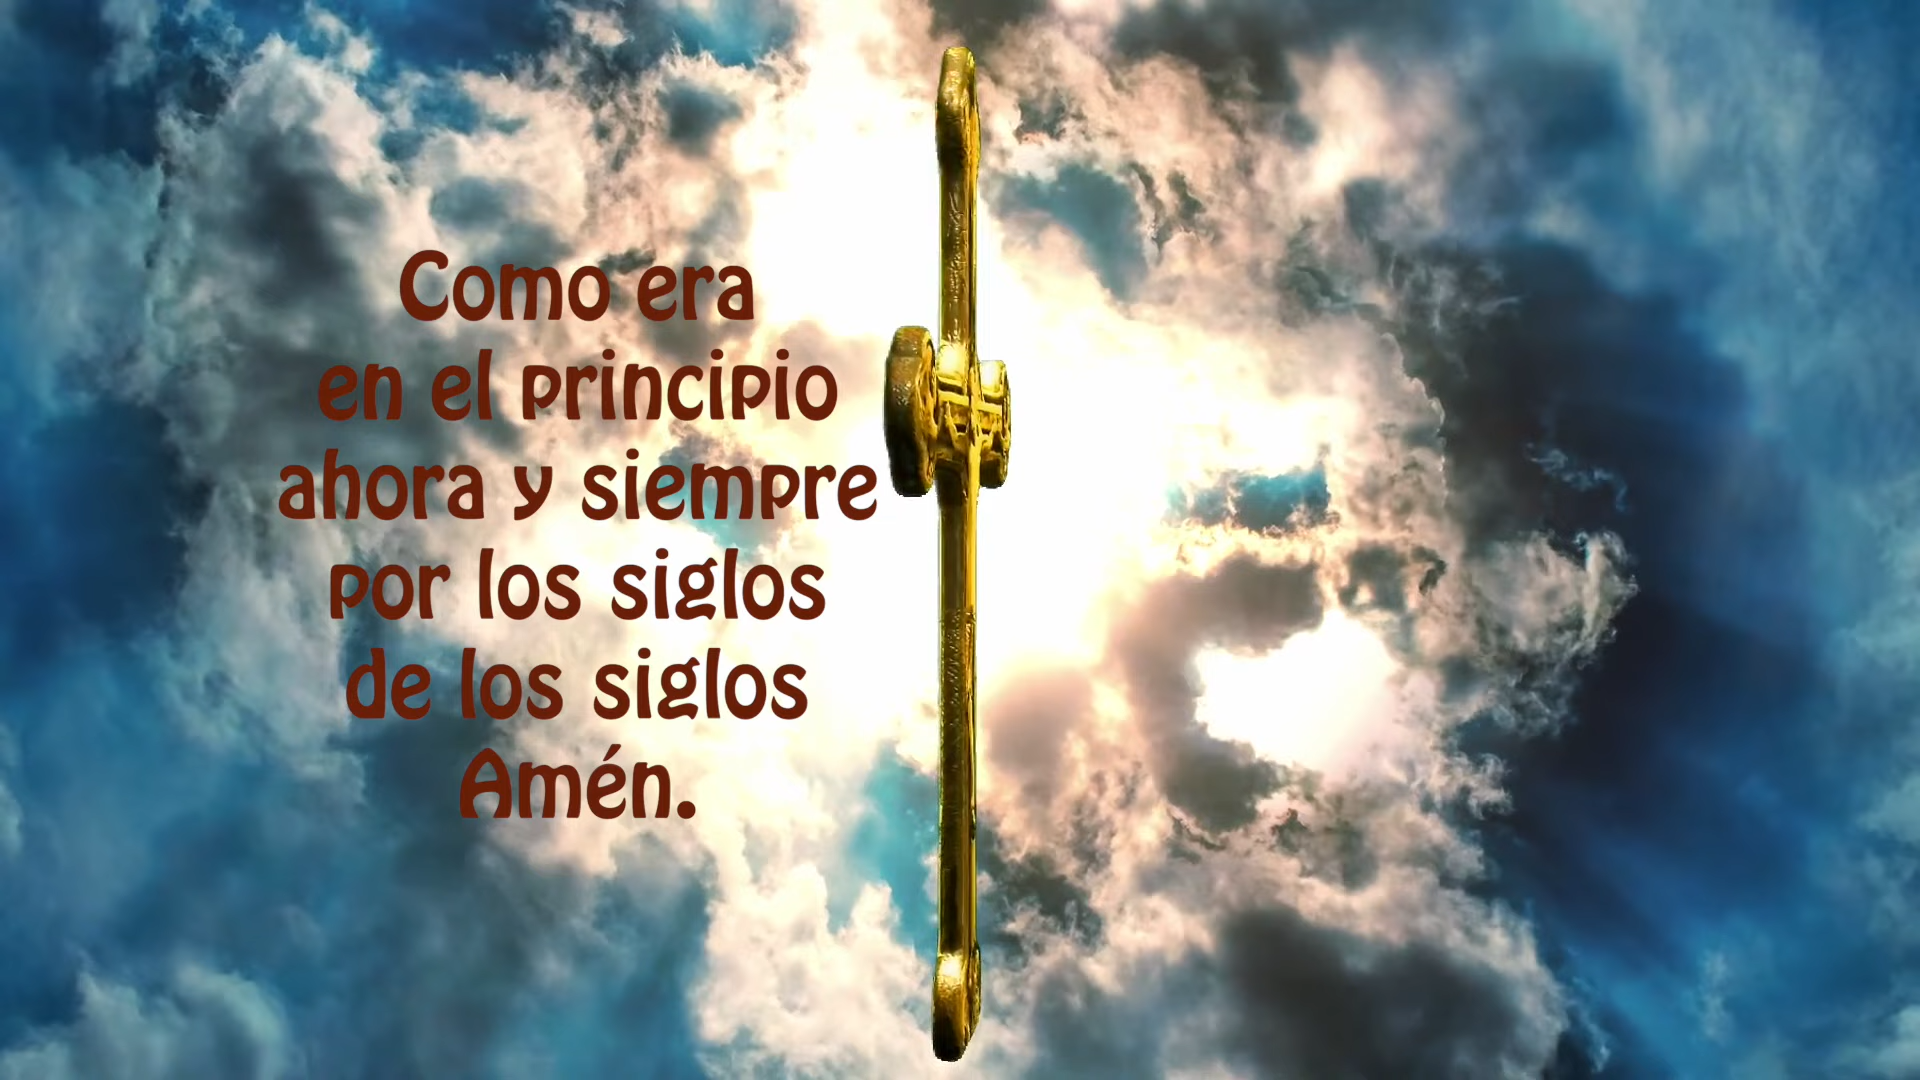 Como era
en el principio
ahora y siempre
por los siglos
de los siglos
Amén.